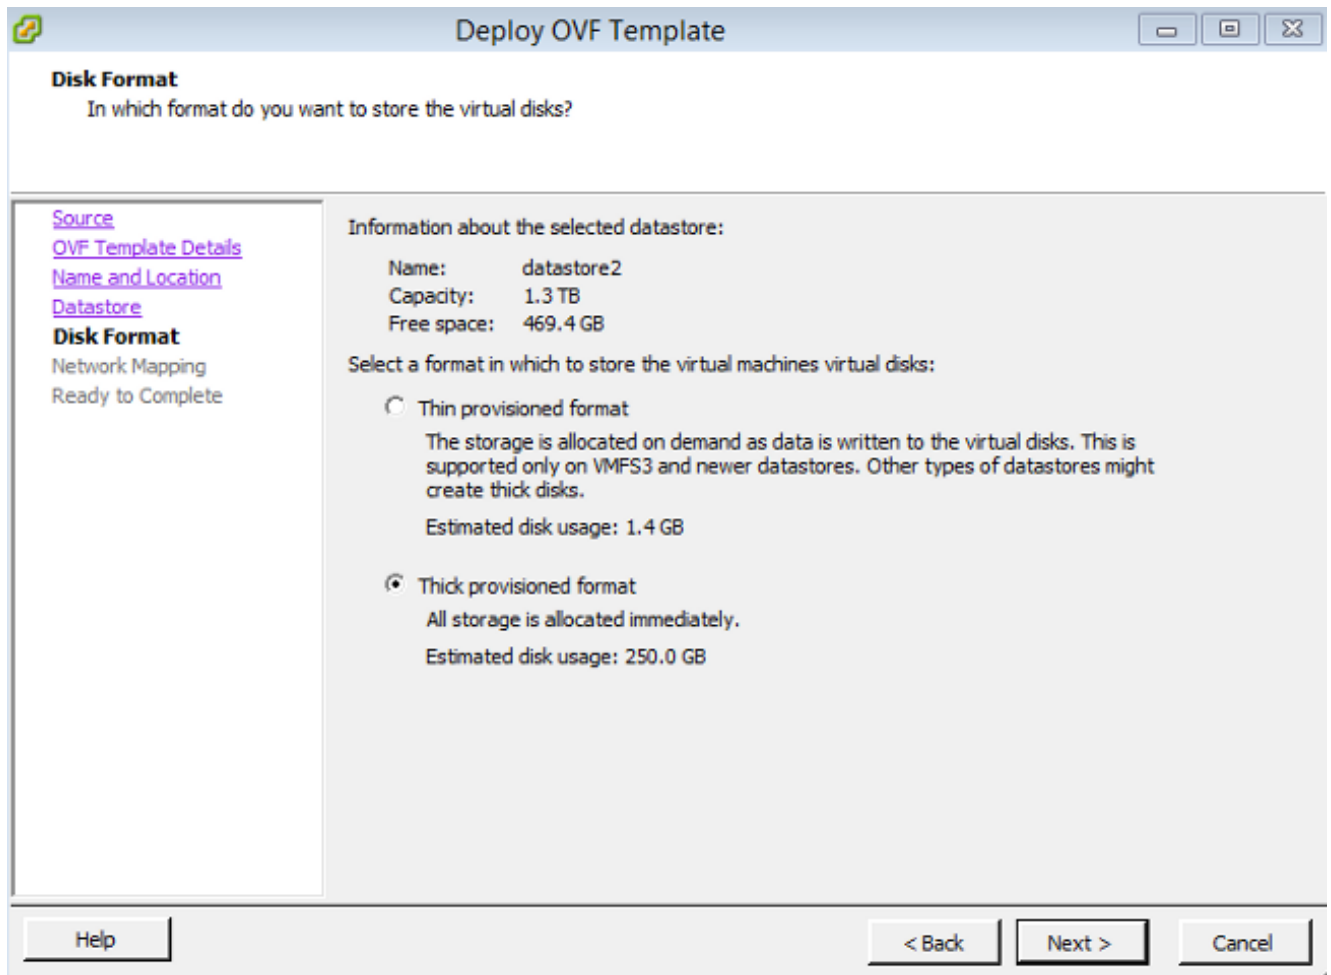 Deploy OVF Template
Disk Format
In which format do you want to store the virtual disks?
Source
OVF Template Details
Name and Location
Datastore
Disk Format
Network Mapping
Ready to Complete
Information about the selected datastore:
Name: datastore2
Capacity: 1.3 TB
Free space: 469.4 GB
Select a format in which to store the virtual machines virtual disks:
Thin provisioned format
The storage is allocated on demand as data is written to the virtual disks. This is
supported only on VMFS3 and newer datastores. Other types of datastores might
create thick disks.
Estimated disk usage: 1.4 GB
Thick provisioned format
All storage is allocated immediately.
Estimated disk usage: 250.0 GB
Help
< Back
Next >
Cancel